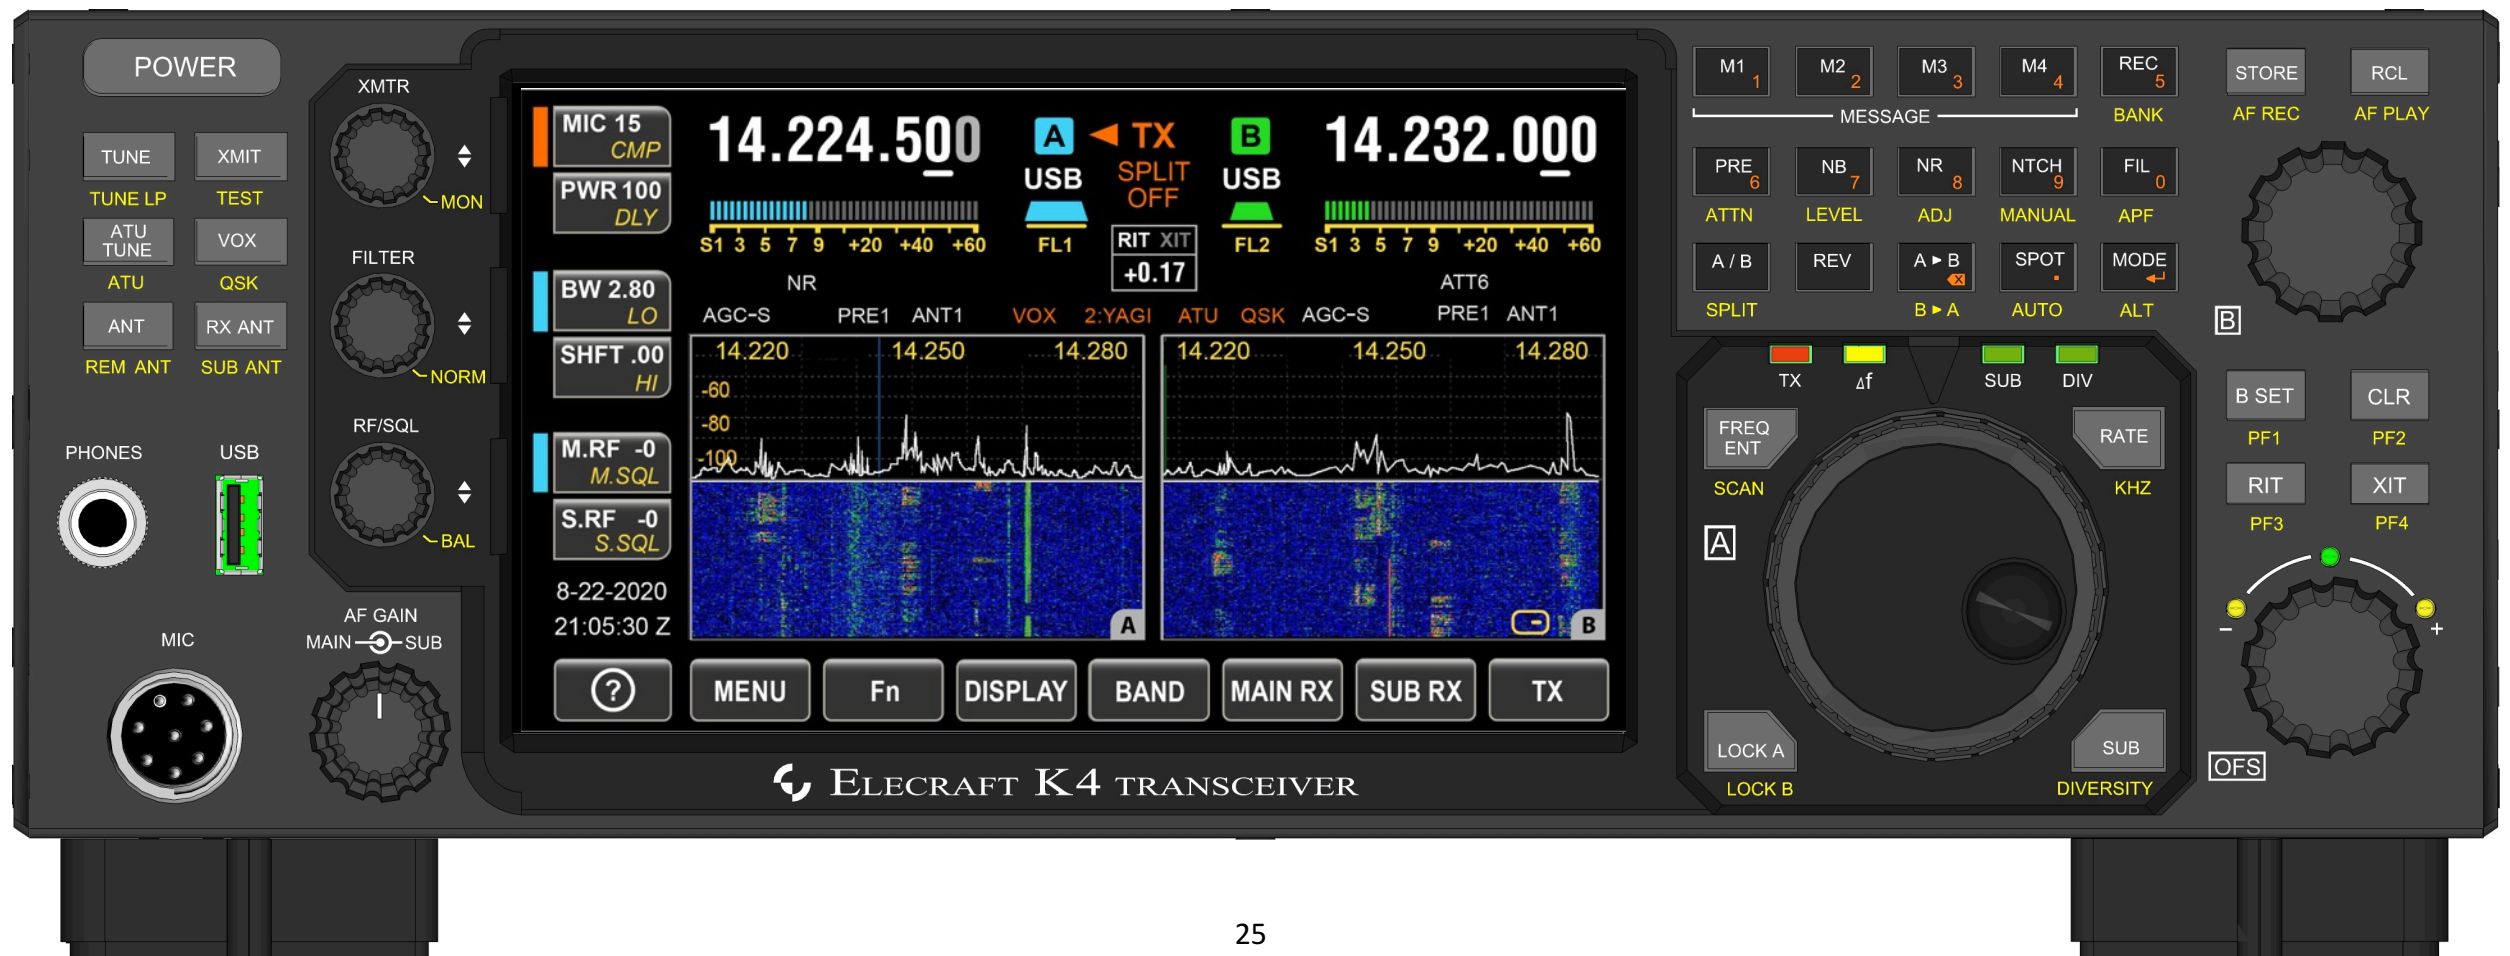 POWER
TUNE
XMIT
TUNE LP
TEST
ATU TUNE
VOX
ATU
QSK
ANT
RX ANT
REM ANT
SUB ANT
PHONES
USB
MIC
XMTR
MON
FILTER
NORM
RF/SQL
BAL
AF GAIN
MAIN
SUB
MIC 15
CMP
PWR 100
DLY
BW 2.80
LO
SHFT .00
HI
M.RF -0
M.SQL
S.RF -0
S.SQL
8-22-2020
21:05:30 Z
14.224.500
A
TX
B
14.232.000
USB
SPLIT
OFF
USB
S1 3 5 7 9 +20 +40 +60
FL1
RIT XIT
+0.17
FL2
S1 3 5 7 9 +20 +40 +60
NR
ATT6
AGC-S PRE1 ANT1 VOX 2:YAGI ATU QSK AGC-S PRE1 ANT1
14.220 14.250 14.280
-60
-80
-100
A
14.220 14.250 14.280
B
?
MENU
Fn
DISPLAY
BAND
MAIN RX
SUB RX
TX
ELECRAFT K4 TRANSCEIVER
M1 1
M2 2
M3 3
M4 4
REC 5
MESSAGE
BANK
PRE 6
NB 7
NR 8
NTCH 9
FIL 0
ATTN
LEVEL
ADJ
MANUAL
APF
A / B
REV
A ► B
SPOT .
MODE
SPLIT
B ► A
AUTO
ALT
TX
Δf
SUB
DIV
FREQ ENT
SCAN
RATE
KHZ
A
LOCK A
LOCK B
SUB
DIVERSITY
STORE
RCL
AF REC
AF PLAY
B
B SET
CLR
PF1
PF2
RIT
XIT
PF3
PF4
− +
OFS
25